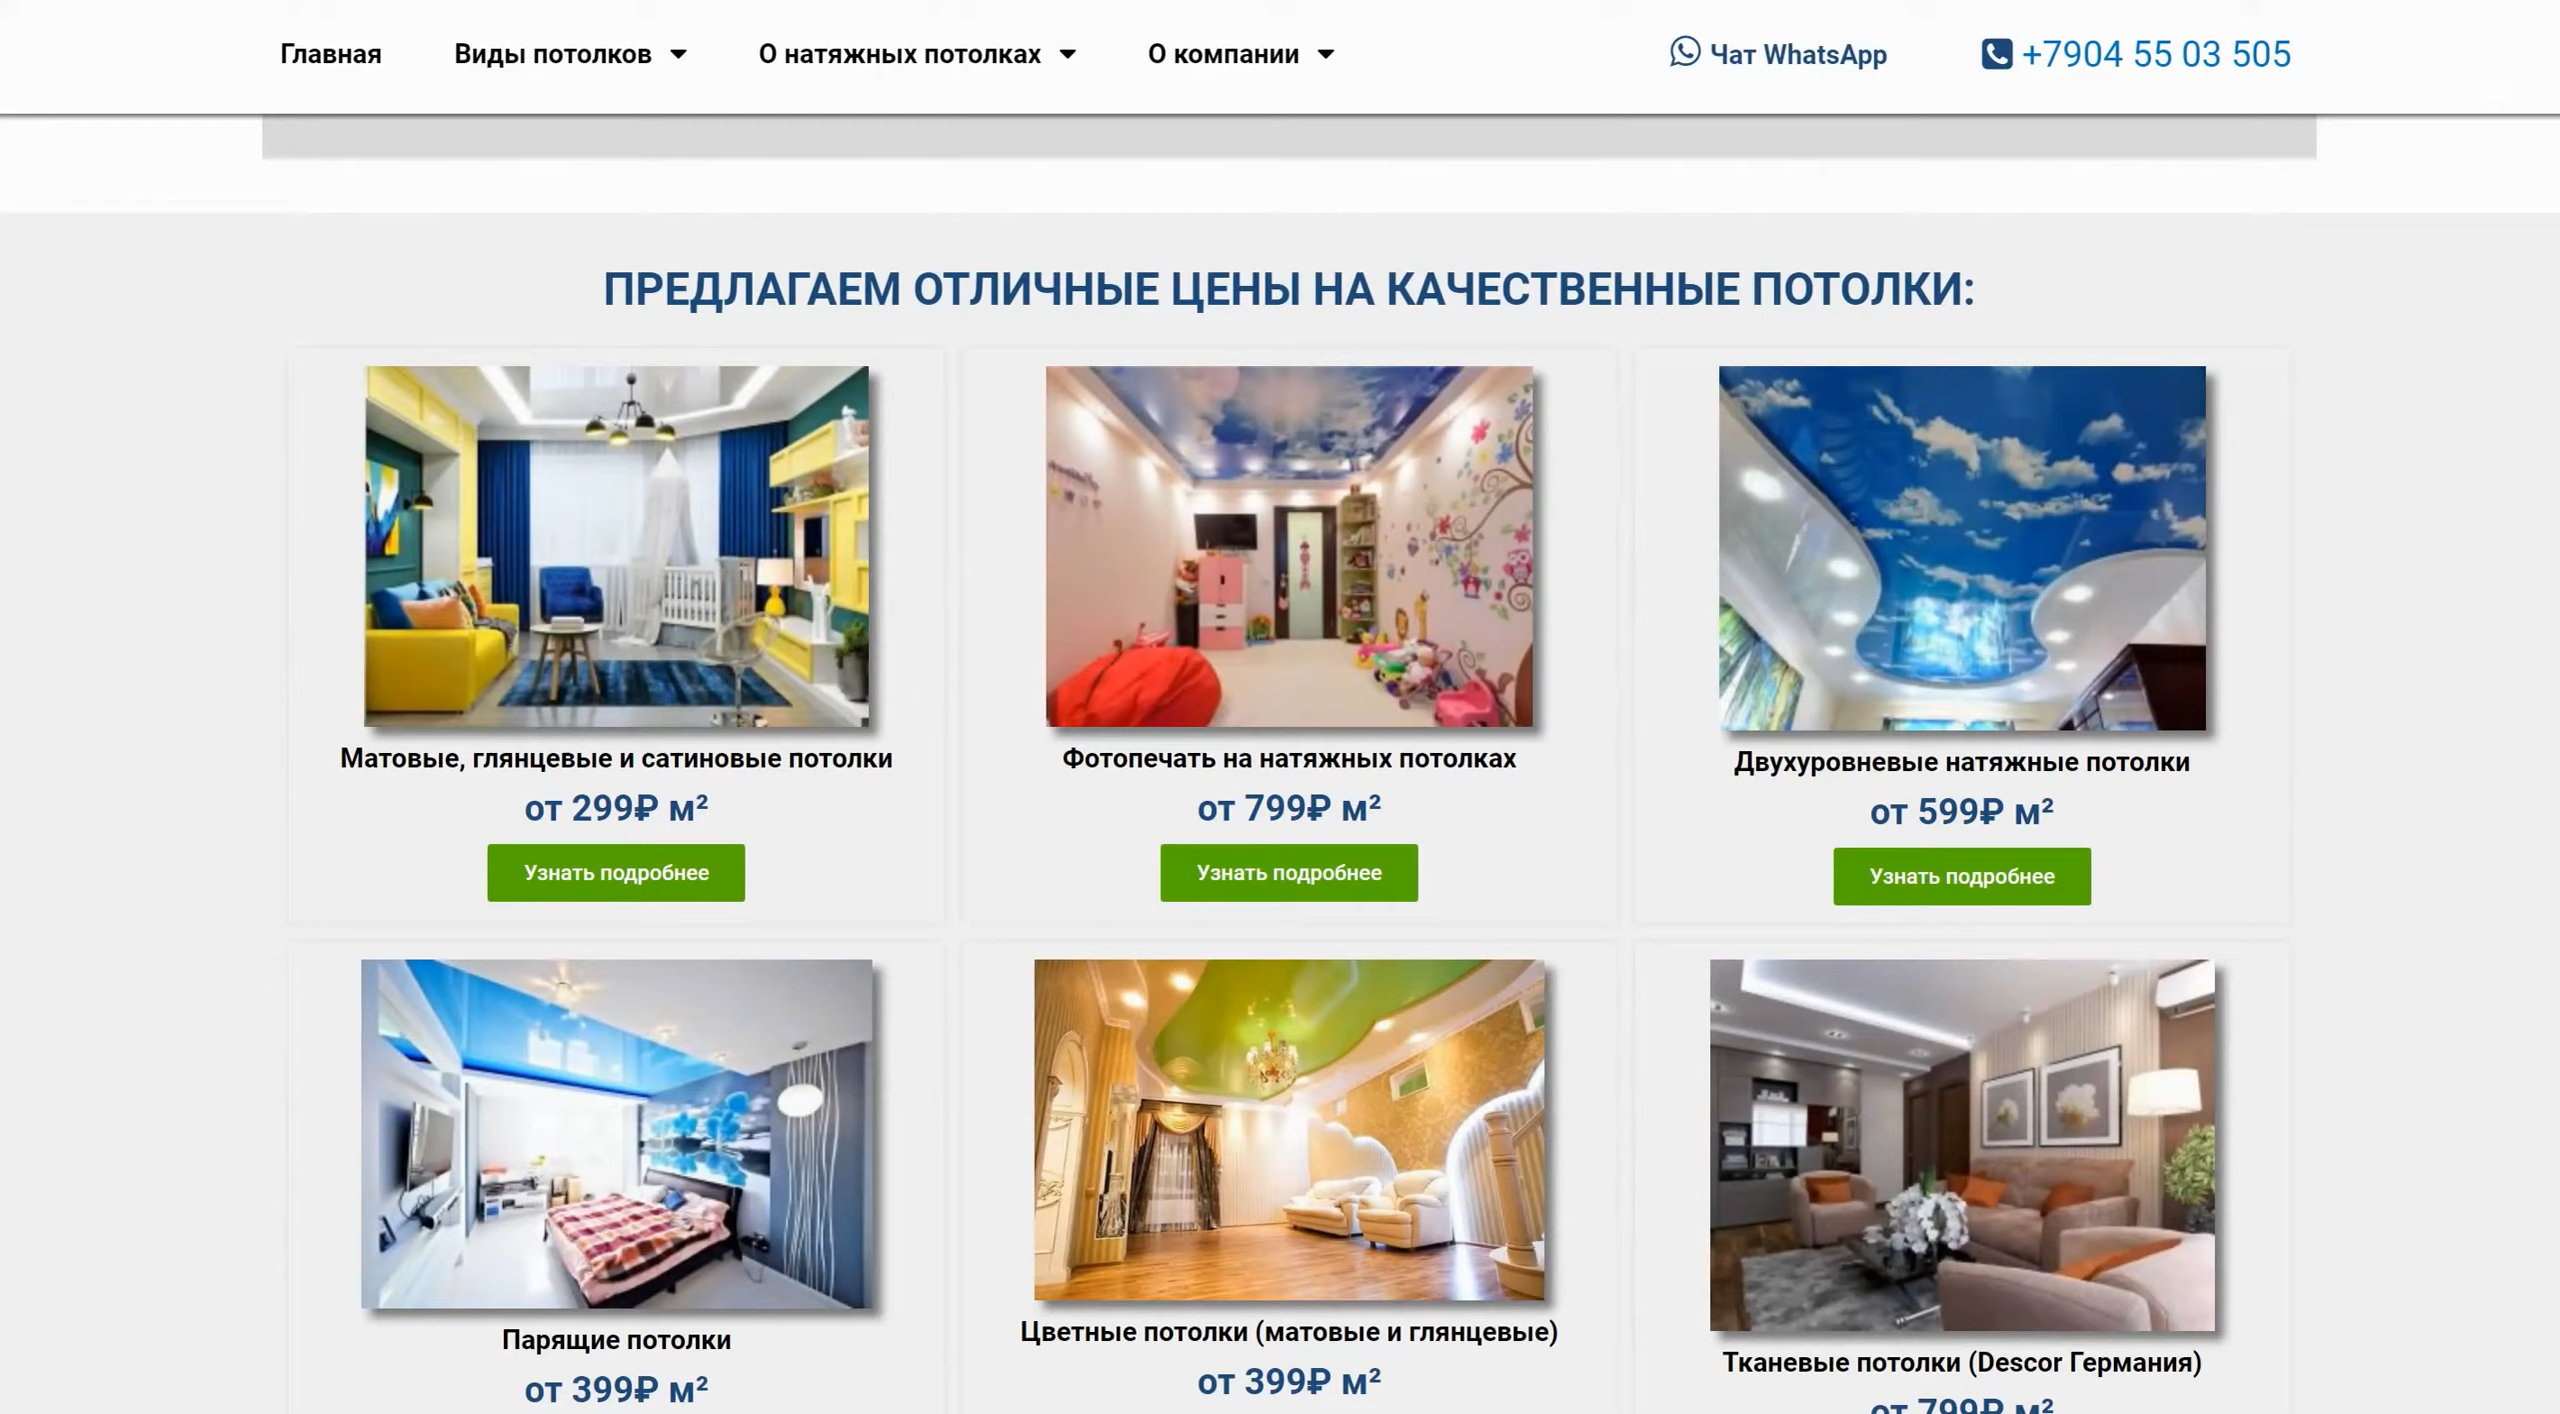 Главная Виды потолков О натяжных потолках О компании Чат WhatsApp +7904 55 03 505
ПРЕДЛАГАЕМ ОТЛИЧНЫЕ ЦЕНЫ НА КАЧЕСТВЕННЫЕ ПОТОЛКИ:
Матовые, глянцевые и сатиновые потолки
от 299₽ м²
Узнать подробнее
Фотопечать на натяжных потолках
от 799₽ м²
Узнать подробнее
Двухуровневые натяжные потолки
от 599₽ м²
Узнать подробнее
Парящие потолки
от 399₽ м²
Цветные потолки (матовые и глянцевые)
от 399₽ м²
Тканевые потолки (Descor Германия)
от 799₽ м²